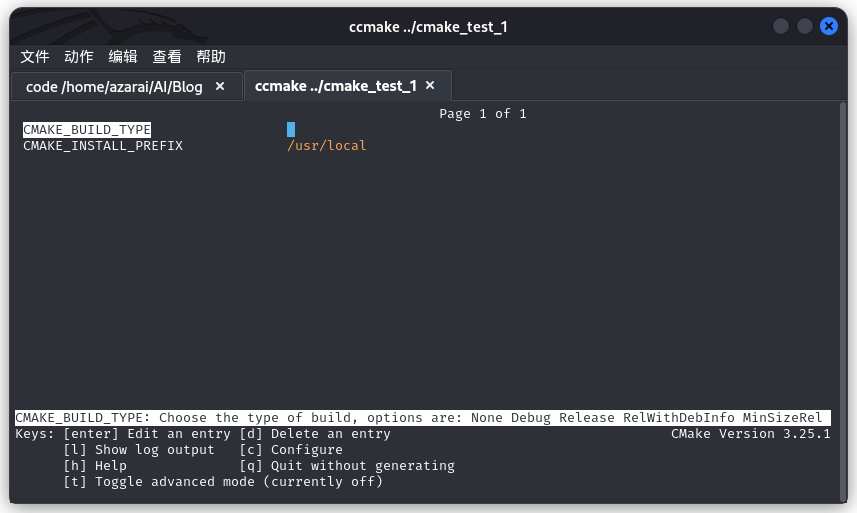 ccmake ../cmake_test_1
文件 动作 编辑 查看 帮助
code /home/azarai/AI/Blog × ccmake ../cmake_test_1 ×
Page 1 of 1
CMAKE_BUILD_TYPE
CMAKE_INSTALL_PREFIX /usr/local
CMAKE_BUILD_TYPE: Choose the type of build, options are: None Debug Release RelWithDebInfo MinSizeRel
Keys: [enter] Edit an entry [d] Delete an entry CMake Version 3.25.1
[l] Show log output [c] Configure
[h] Help [q] Quit without generating
[t] Toggle advanced mode (currently off)